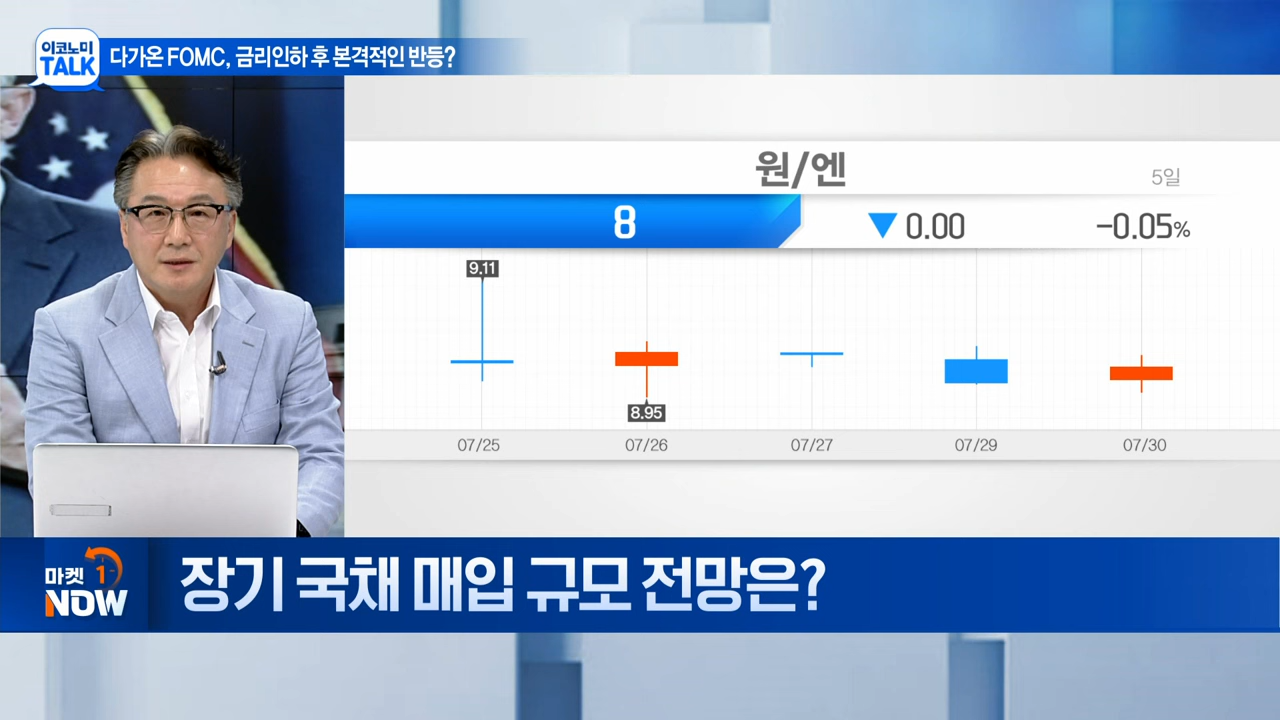 이코노미
TALK
다가온 FOMC, 금리인하 후 본격적인 반등?
원/엔
5일
8
▼ 0.00
-0.05%
9.11
8.95
07/25
07/26
07/27
07/29
07/30
마켓 1
NOW
장기 국채 매입 규모 전망은?